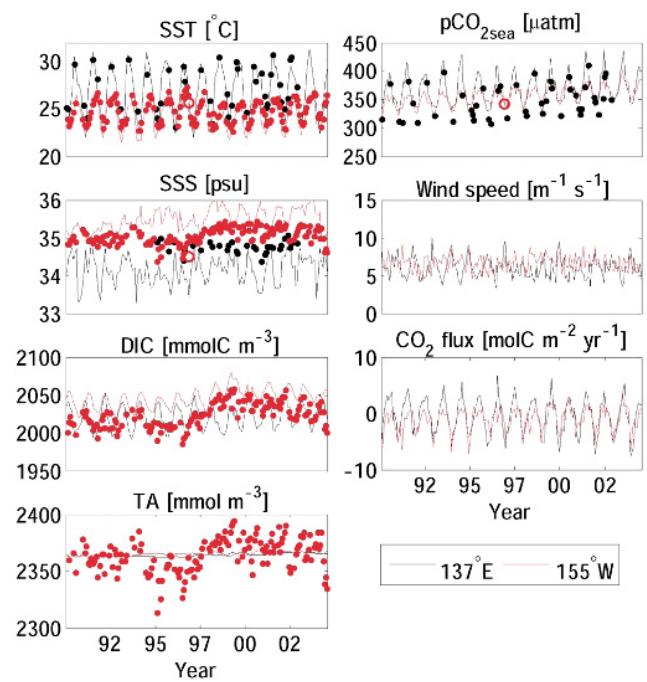 SST [°C]
30
25
20
pCO₂sea [μatm]
450
400
350
300
250
SSS [psu]
36
35
34
33
Wind speed [m⁻¹ s⁻¹]
15
10
5
0
DIC [mmolC m⁻³]
2100
2050
2000
1950
CO₂ flux [molC m⁻² yr⁻¹]
10
0
-10
92 95 97 00 02
Year
TA [mmol m⁻³]
2400
2350
2300
92 95 97 00 02
Year
137°E 155°W